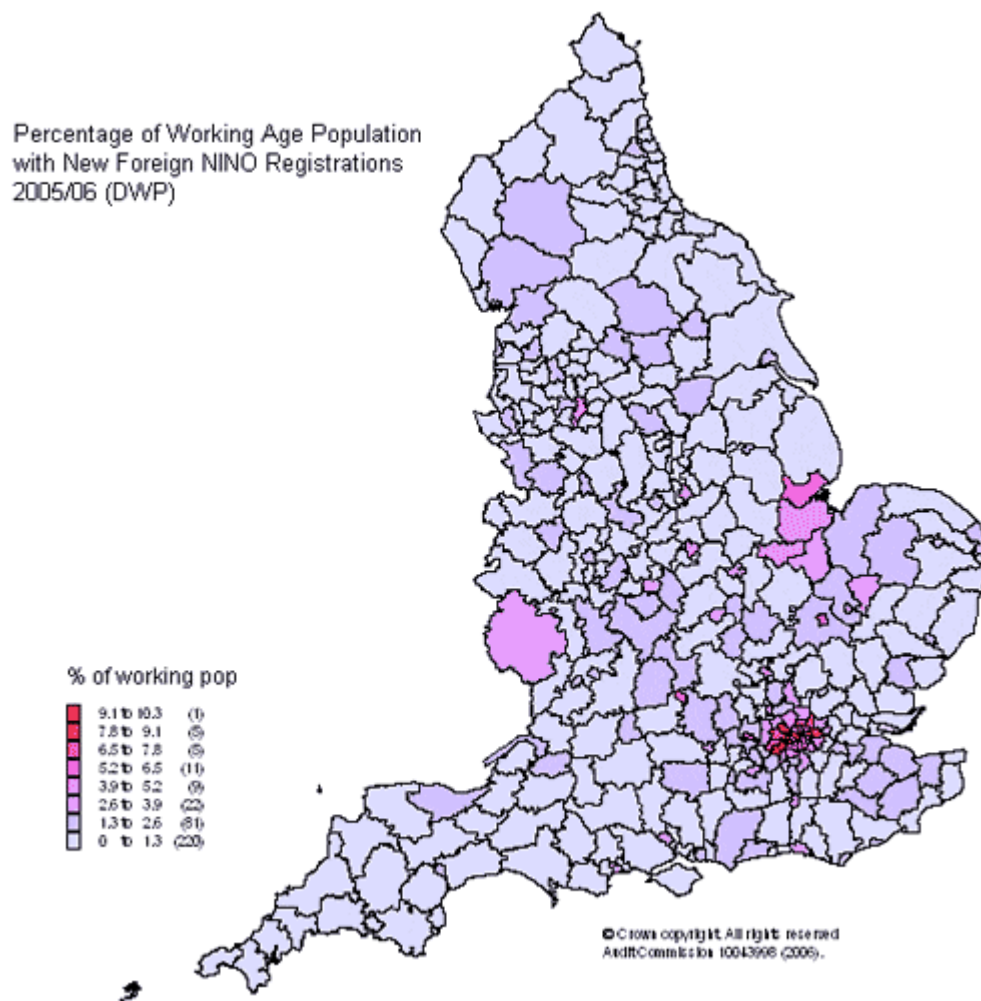 Percentage of Working Age Population
with New Foreign NINO Registrations
2005/06 (DWP)
% of working pop
9.1 to 10.3 (1)
7.8 to 9.1 (5)
6.5 to 7.8 (5)
5.2 to 6.5 (11)
3.9 to 5.2 (9)
2.6 to 3.9 (22)
1.3 to 2.6 (81)
0 to 1.3 (220)
© Crown copyright. All rights reserved
AuditCommission 10043998 (2006).